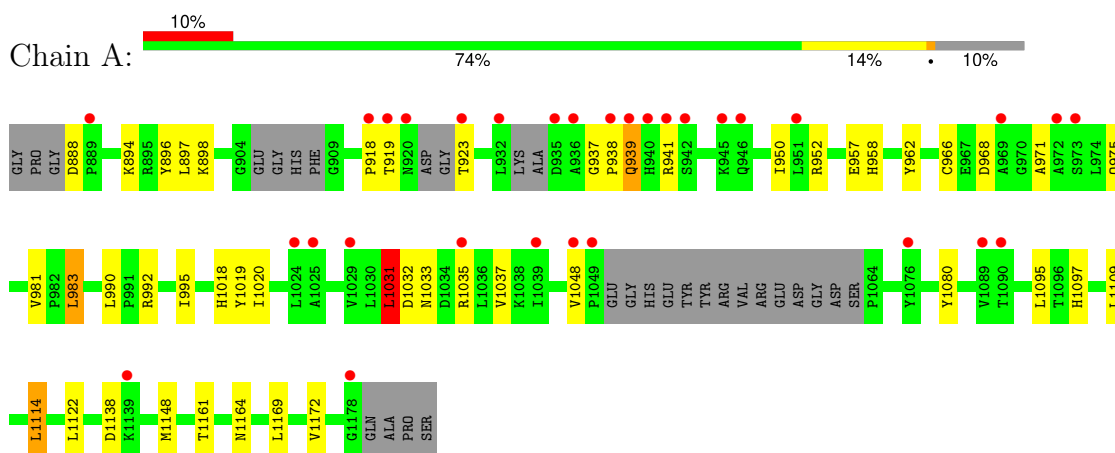 10%
Chain A:
74% 14% • 10%
GLY PRO GLY D888 P889 K894 R895 Y896 L897 K898 G904 GLU GLY HIS PHE G909 P918 T919 N920 ASP GLY T923 L932 LYS ALA D935 A936 G937 P938 Q939 H940 R941 S942 K945 Q946 I950 L951 R952 E957 H958 Y962 C966 E967 D968 A969 G970 A971 A972 S973 L974
V981 P982 L983 L990 P991 R992 I995 H1018 Y1019 I1020 L1024 A1025 V1029 L1030 L1031 D1032 N1033 D1034 R1035 L1036 V1037 K1038 I1039 V1048 P1049 GLU GLY HIS GLU TYR TYR ARG VAL ARG GLU ASP GLY ASP SER P1064 Y1076 Y1080 V1089 T1090 L1095 T1096 H1097
L1114 L1122 D1138 K1139 M1148 T1161 N1164 L1169 V1172 G1178 GLN ALA PRO SER